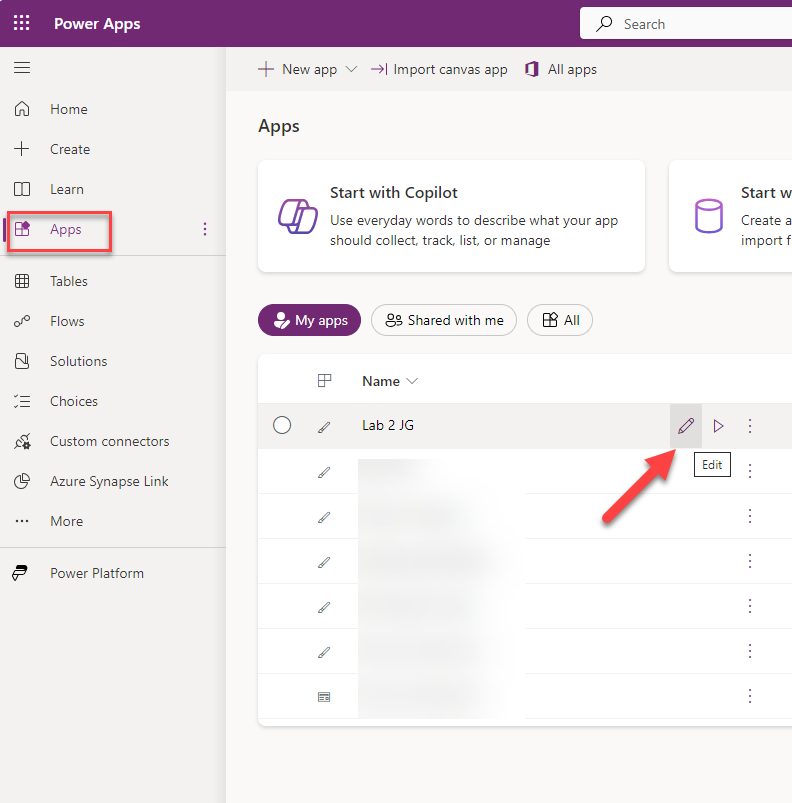 Power Apps
Search
Home
Create
Learn
Apps
Tables
Flows
Solutions
Choices
Custom connectors
Azure Synapse Link
More
Power Platform
New app
Import canvas app
All apps
Apps
Start with Copilot
Use everyday words to describe what your app
should collect, track, list, or manage
Start w
Create a
import f
My apps
Shared with me
All
Name
Lab 2 JG
Edit